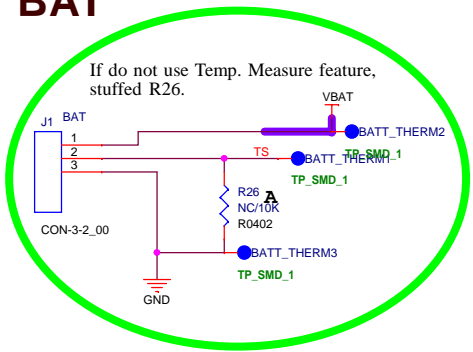 BAT
If do not use Temp. Measure feature,
stuffed R26.
VBAT
J1 BAT
1
BATT_THERM2
2
TS
BATT_THERM1
TP_SMD_1
3
TP_SMD_1
R26
A
NC/10K
R0402
CON-3-2_00
BATT_THERM3
TP_SMD_1
GND